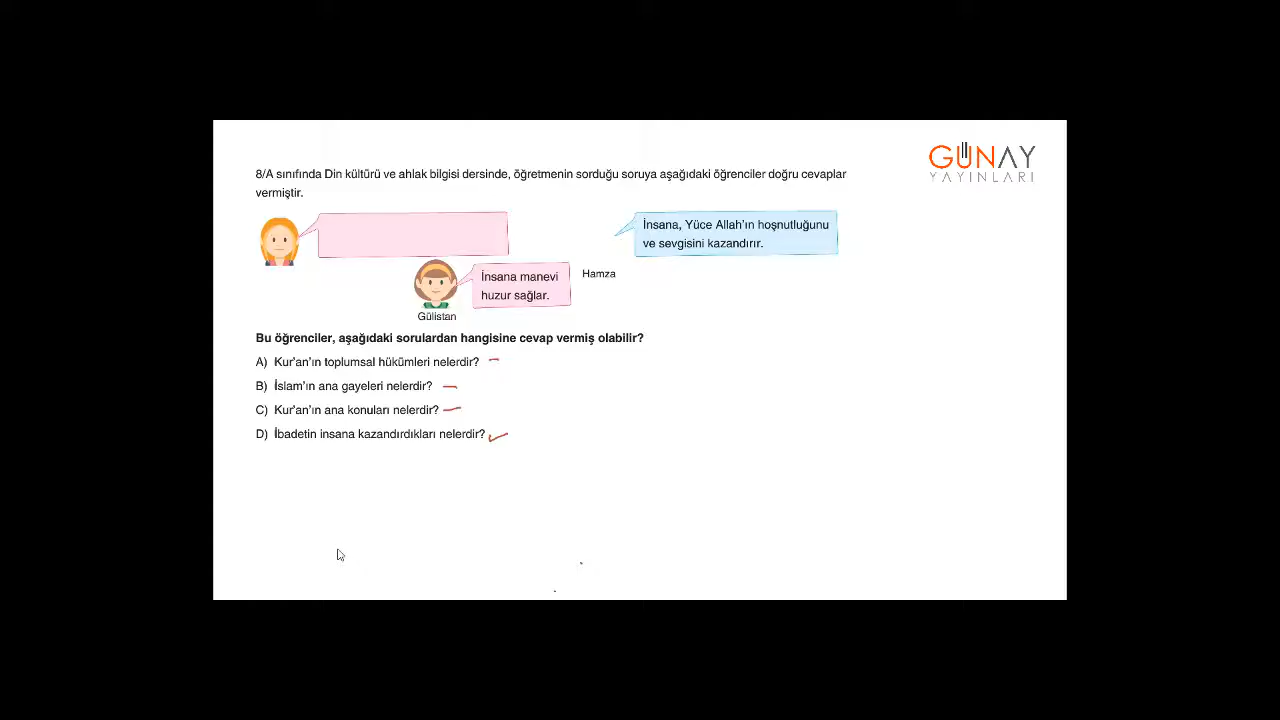 GÜNAY
YAYINLARI
8/A sınıfında Din kültürü ve ahlak bilgisi dersinde, öğretmenin sorduğu soruya aşağıdaki öğrenciler doğru cevaplar
vermiştir.
İnsana, Yüce Allah’ın hoşnutluğunu
ve sevgisini kazandırır.
Hamza
İnsana manevi
huzur sağlar.
Gülistan
Bu öğrenciler, aşağıdaki sorulardan hangisine cevap vermiş olabilir?
A) Kur’an’ın toplumsal hükümleri nelerdir?
B) İslam’ın ana gayeleri nelerdir?
C) Kur’an’ın ana konuları nelerdir?
D) İbadetin insana kazandırdıkları nelerdir?